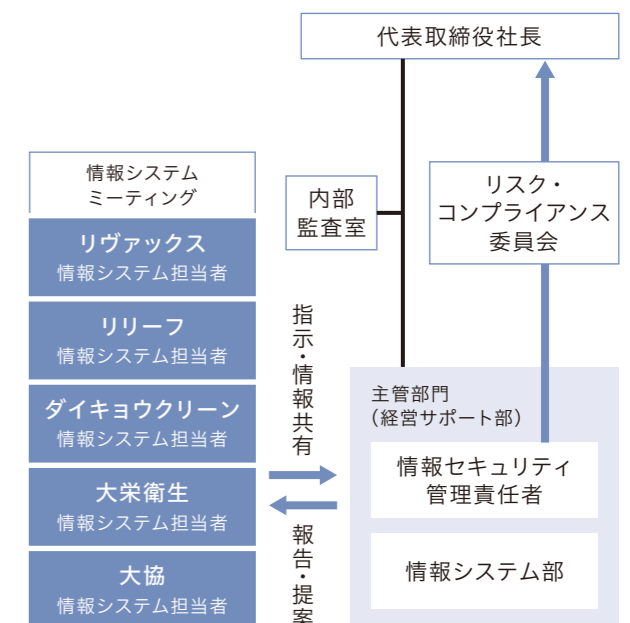 代表取締役社長
情報システム
ミーティング
リヴァックス
情報システム担当者
リリーフ
情報システム担当者
ダイキョウクリーン
情報システム担当者
大栄衛生
情報システム担当者
大協
情報システム担当者
内部
監査室
リスク・
コンプライアンス
委員会
指示・情報共有
報告・提案
主管部門
(経営サポート部)
情報セキュリティ
管理責任者
情報システム部